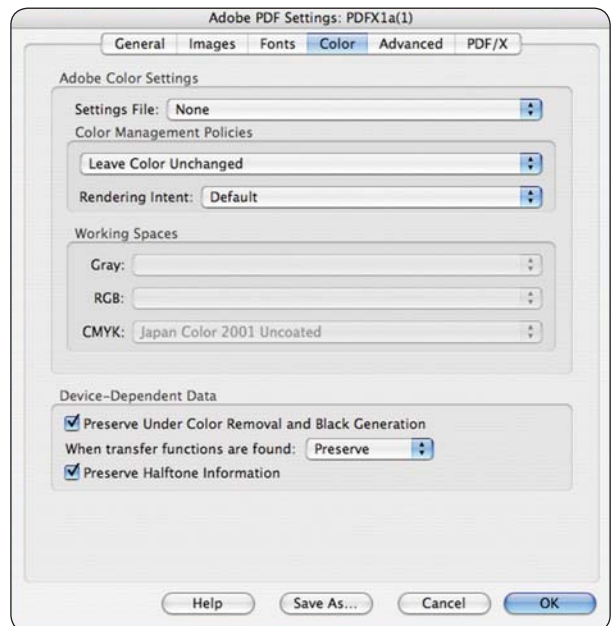 Adobe PDF Settings: PDFX1a(1)
General Images Fonts Color Advanced PDF/X
Adobe Color Settings
Settings File: None
Color Management Policies
Leave Color Unchanged
Rendering Intent: Default
Working Spaces
Gray:
RGB:
CMYK: Japan Color 2001 Uncoated
Device-Dependent Data
Preserve Under Color Removal and Black Generation
When transfer functions are found: Preserve
Preserve Halftone Information
Help Save As... Cancel OK